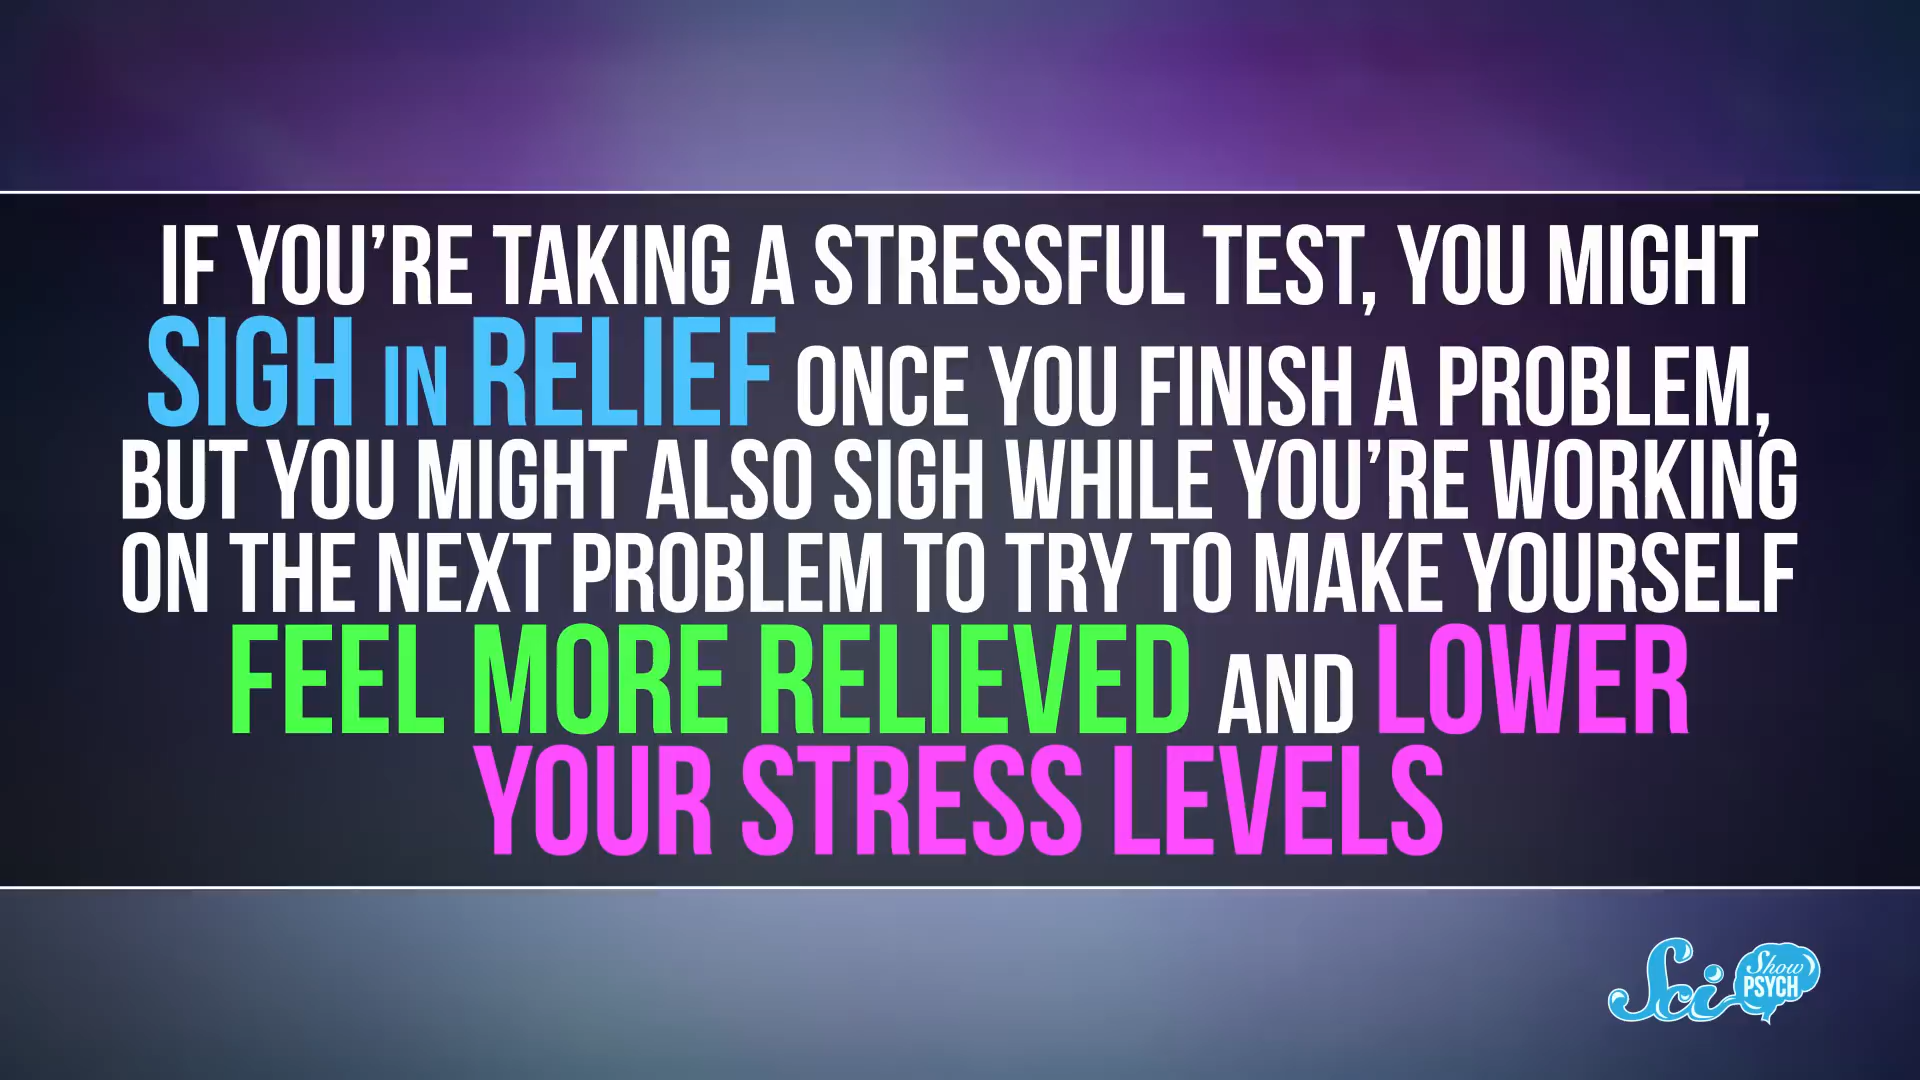 IF YOU’RE TAKING A STRESSFUL TEST, YOU MIGHT
SIGH IN RELIEF ONCE YOU FINISH A PROBLEM,
BUT YOU MIGHT ALSO SIGH WHILE YOU’RE WORKING
ON THE NEXT PROBLEM TO TRY TO MAKE YOURSELF
FEEL MORE RELIEVED AND LOWER
YOUR STRESS LEVELS
Sci Show
PSYCH